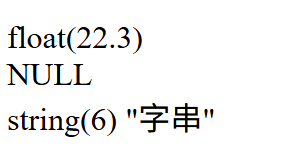 float(22.3)
NULL
string(6) "字串"